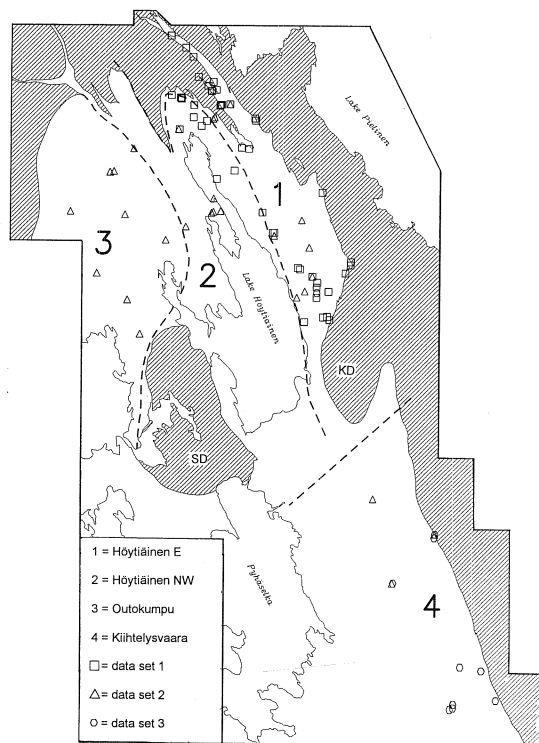 Lake Pielinen
1
3
2
Lake Höytiäinen
KD
SD
Pyhäselkä
4
1 = Höytiäinen E
2 = Höytiäinen NW
3 = Outokumpu
4 = Kiihtelysvaara
= data set 1
= data set 2
= data set 3